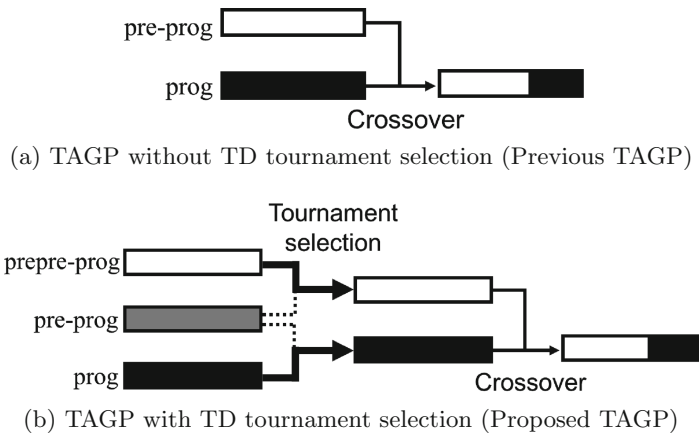 pre-prog
prog
Crossover
(a) TAGP without TD tournament selection (Previous TAGP)
Tournament
selection
prepre-prog
pre-prog
prog
Crossover
(b) TAGP with TD tournament selection (Proposed TAGP)